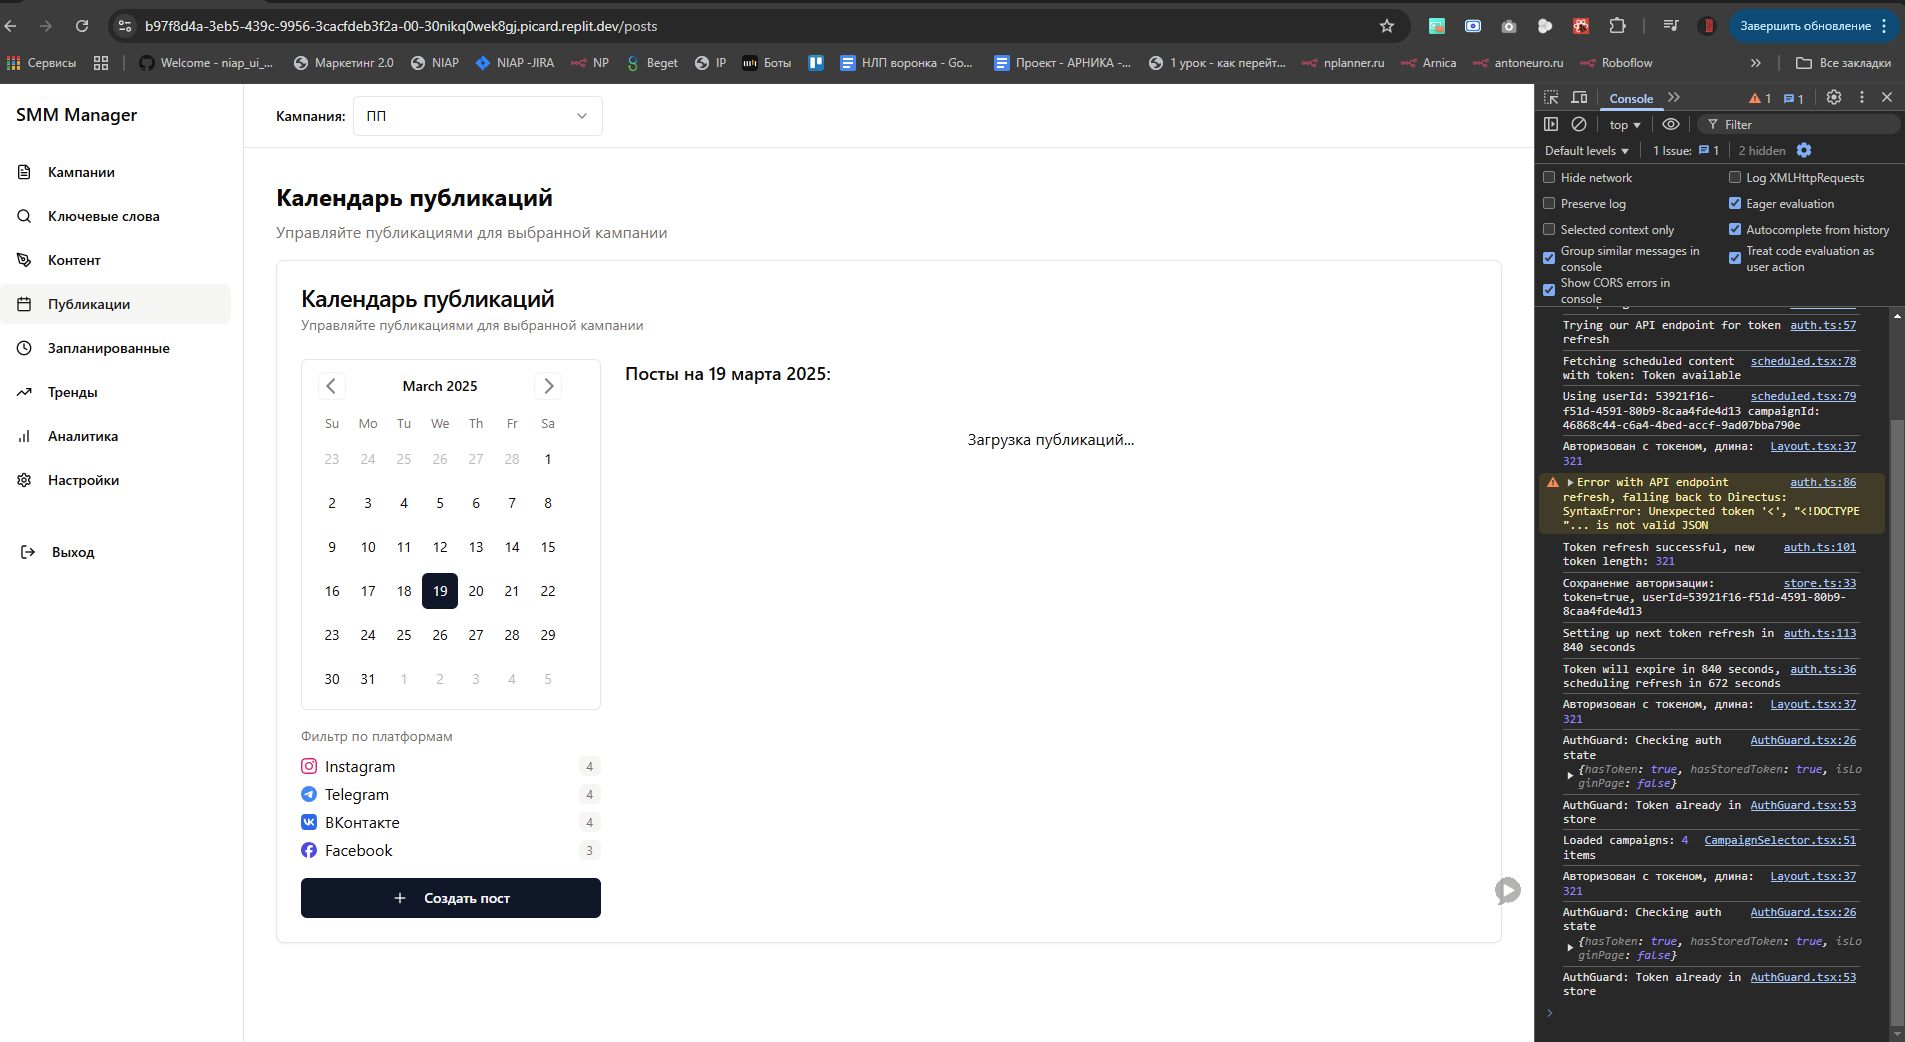 b97f8d4a-3eb5-439c-9956-3cacfdeb3f2a-00-30nikq0wek8gj.picard.replit.dev/posts
Завершить обновление
Сервисы
Welcome - niap_ui_...
Маркетинг 2.0
NIAP
NIAP -JIRA
NP
Beget
IP
Боты
НЛП воронка - Go...
Проект - АРНИКА -...
1 урок - как перейт...
nplanner.ru
Arnica
antoneuro.ru
Roboflow
Все закладки
SMM Manager
Кампании
Ключевые слова
Контент
Публикации
Запланированные
Тренды
Аналитика
Настройки
Выход
Кампания:
ПП
Календарь публикаций
Управляйте публикациями для выбранной кампании
Календарь публикаций
Управляйте публикациями для выбранной кампании
March 2025
Su Mo Tu We Th Fr Sa
23 24 25 26 27 28 1
2 3 4 5 6 7 8
9 10 11 12 13 14 15
16 17 18 19 20 21 22
23 24 25 26 27 28 29
30 31 1 2 3 4 5
Фильтр по платформам
Instagram 4
Telegram 4
ВКонтакте 4
Facebook 3
Создать пост
Посты на 19 марта 2025:
Загрузка публикаций...
Console
1
1
top
Filter
Default levels
1 Issue: 1
2 hidden
Hide network
Log XMLHttpRequests
Preserve log
Eager evaluation
Selected context only
Autocomplete from history
Group similar messages in
console
Treat code evaluation as
user action
Show CORS errors in
console
Trying our API endpoint for token auth.ts:57
refresh
Fetching scheduled content scheduled.tsx:78
with token: Token available
Using userId: 53921f16- scheduled.tsx:79
f51d-4591-80b9-8caa4fde4d13 campaignId:
46868c44-c6a4-4bed-accf-9ad07bba790e
Авторизован с токеном, длина: Layout.tsx:37
321
Error with API endpoint auth.ts:86
refresh, falling back to Directus:
SyntaxError: Unexpected token '<', "<!DOCTYPE
"... is not valid JSON
Token refresh successful, new auth.ts:101
token length: 321
Сохранение авторизации: store.ts:33
token=true, userId=53921f16-f51d-4591-80b9-
8caa4fde4d13
Setting up next token refresh in auth.ts:113
840 seconds
Token will expire in 840 seconds, auth.ts:36
scheduling refresh in 672 seconds
Авторизован с токеном, длина: Layout.tsx:37
321
AuthGuard: Checking auth AuthGuard.tsx:26
state
{hasToken: true, hasStoredToken: true, isLo
ginPage: false}
AuthGuard: Token already in AuthGuard.tsx:53
store
Loaded campaigns: 4 CampaignSelector.tsx:51
items
Авторизован с токеном, длина: Layout.tsx:37
321
AuthGuard: Checking auth AuthGuard.tsx:26
state
{hasToken: true, hasStoredToken: true, isLo
ginPage: false}
AuthGuard: Token already in AuthGuard.tsx:53
store